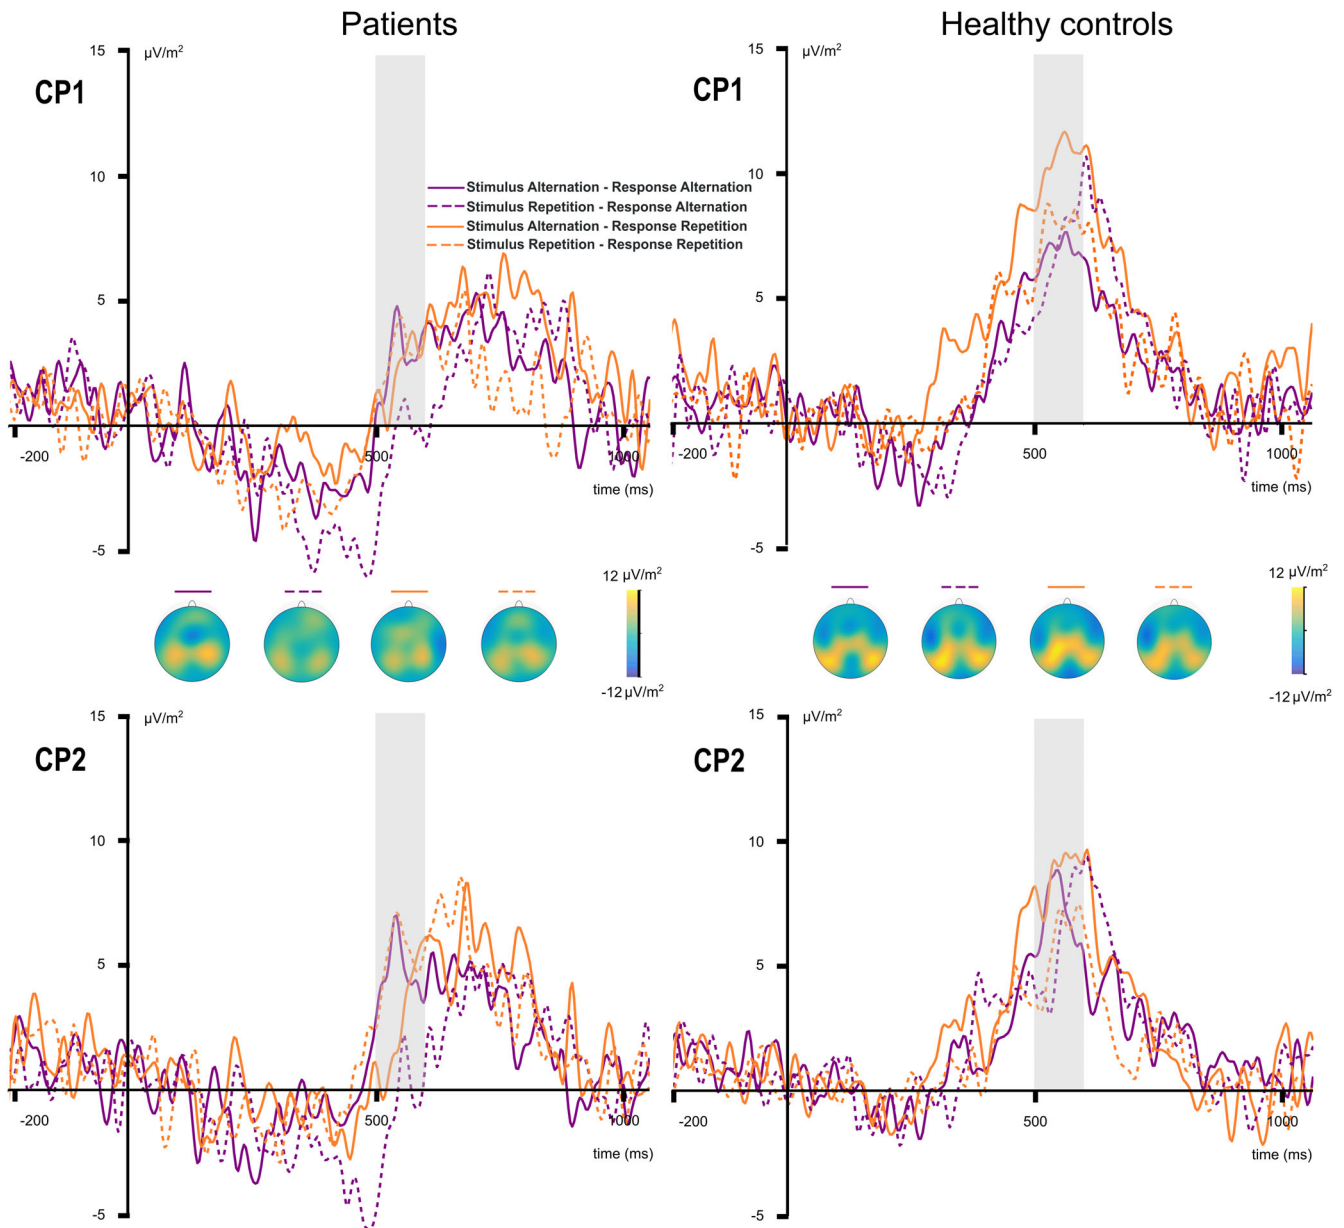 Patients
Healthy controls
15
µV/m²
CP1
10
5
-5
-200
500
1000
time (ms)
Stimulus Alternation - Response Alternation
Stimulus Repetition - Response Alternation
Stimulus Alternation - Response Repetition
Stimulus Repetition - Response Repetition
15
µV/m²
CP1
10
5
-5
-200
500
1000
time (ms)
12 µV/m²
-12 µV/m²
12 µV/m²
-12 µV/m²
15
µV/m²
CP2
10
5
-5
-200
500
1000
time (ms)
15
µV/m²
CP2
10
5
-5
-200
500
1000
time (ms)